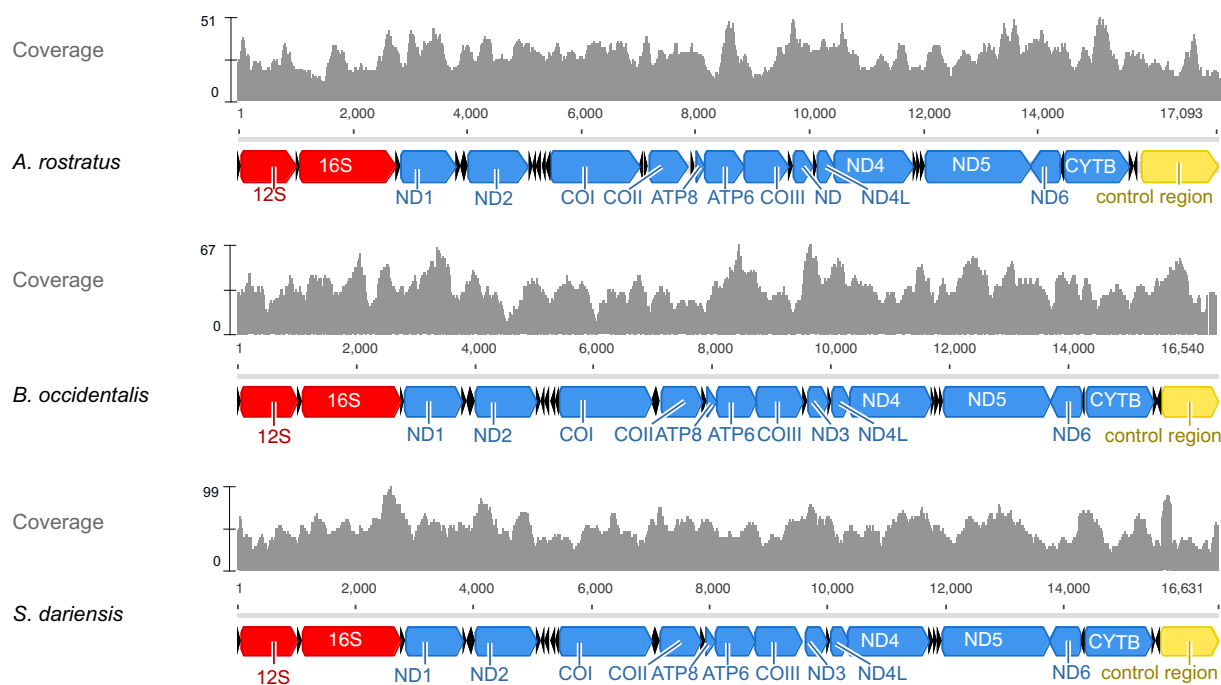 51
Coverage
0
1 2,000 4,000 6,000 8,000 10,000 12,000 14,000 17,093
A. rostratus
16S ND4 ND5 CYTB
12S ND1 ND2 COI COII ATP8 ATP6 COIII ND ND4L ND6 control region
67
Coverage
0
1 2,000 4,000 6,000 8,000 10,000 12,000 14,000 16,540
B. occidentalis
16S ND4 ND5 CYTB
12S ND1 ND2 COI COII ATP8 ATP6 COIII ND3 ND4L ND6 control region
99
Coverage
0
1 2,000 4,000 6,000 8,000 10,000 12,000 14,000 16,631
S. dariensis
16S ND4 ND5 CYTB
12S ND1 ND2 COI COII ATP8 ATP6 COIII ND3 ND4L ND6 control region